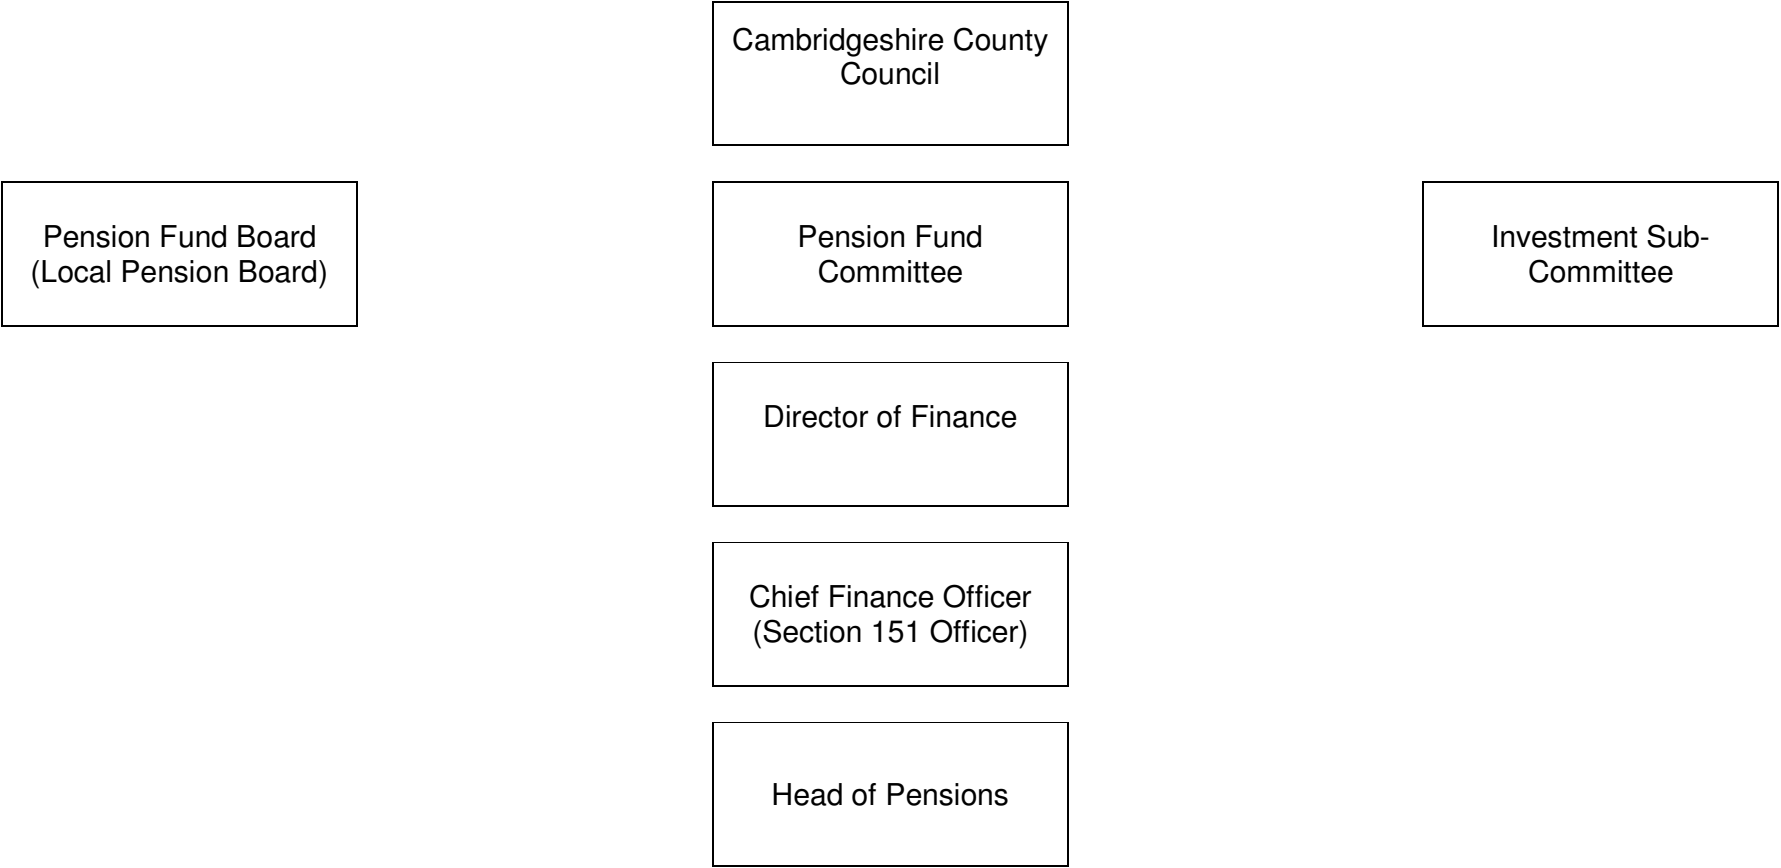 Cambridgeshire County
Council
Pension Fund Board
(Local Pension Board)
Pension Fund
Committee
Investment Sub-
Committee
Director of Finance
Chief Finance Officer
(Section 151 Officer)
Head of Pensions